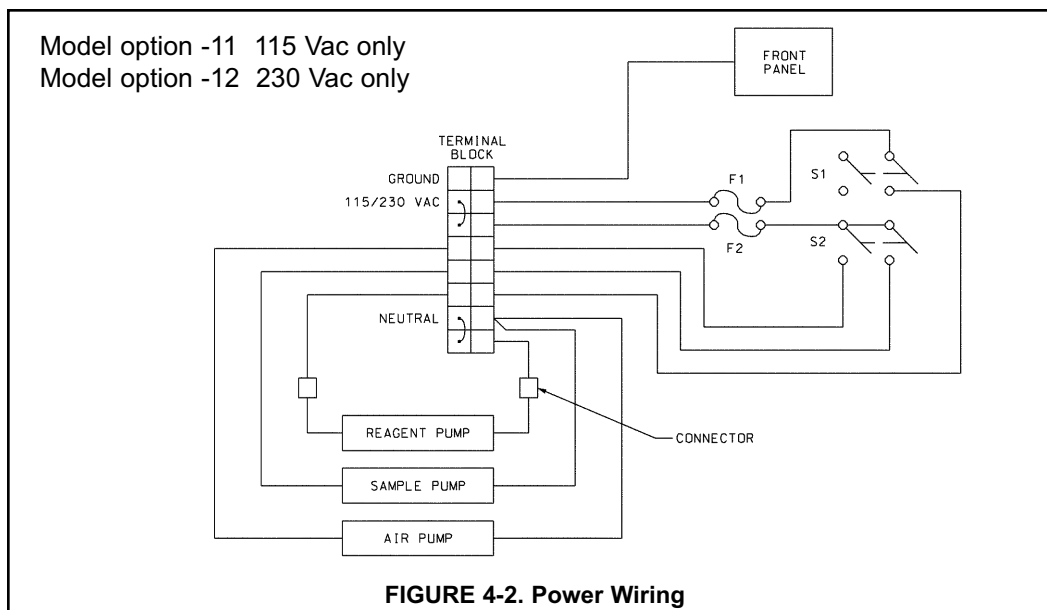 Model option -11 115 Vac only
Model option -12 230 Vac only
FRONT
PANEL
TERMINAL
BLOCK
GROUND
115/230 VAC
F1
S1
F2
S2
NEUTRAL
REAGENT PUMP
CONNECTOR
SAMPLE PUMP
AIR PUMP
FIGURE 4-2. Power Wiring